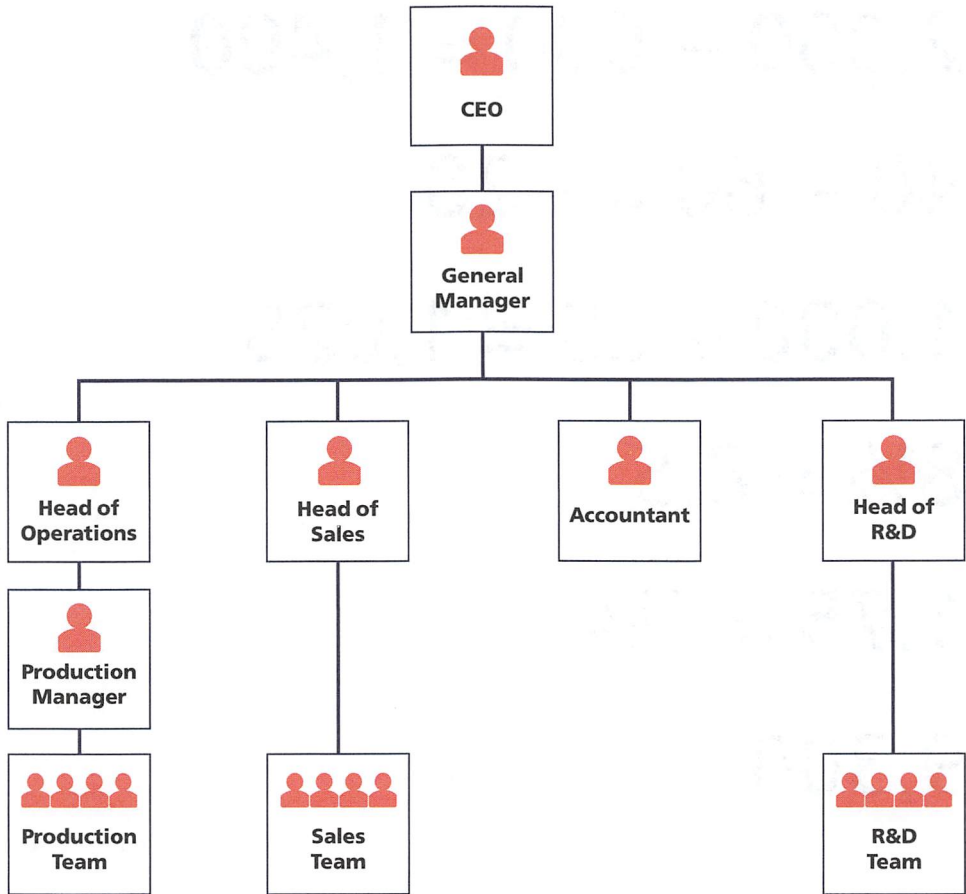 CEO
General
Manager
Head of
Operations
Head of
Sales
Accountant
Head of
R&D
Production
Manager
Production
Team
Sales
Team
R&D
Team